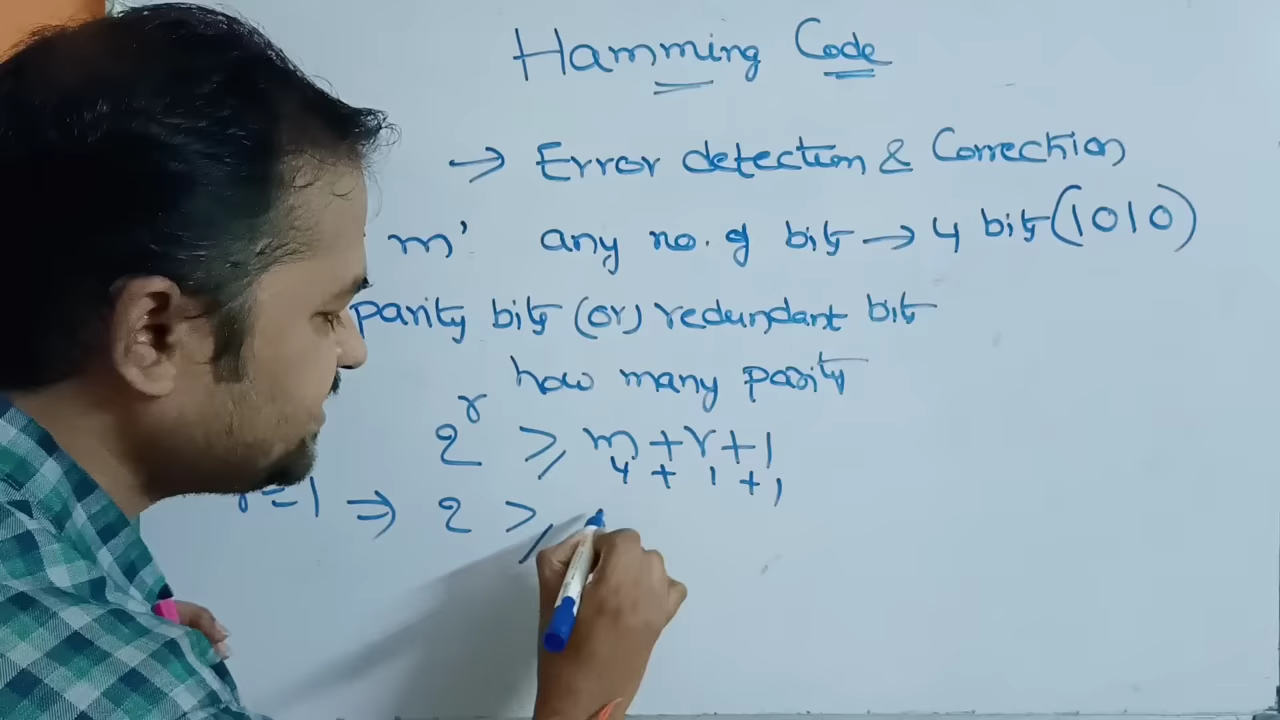 Hamming Code
→ Error detection & Correction
m' any no. of bits → 4 bits (1010)
parity bits (or) redundant bits
how many parity
2^r ≥ m + r + 1
4 + 1 + 1
r = 1 ⇒ 2 ≥